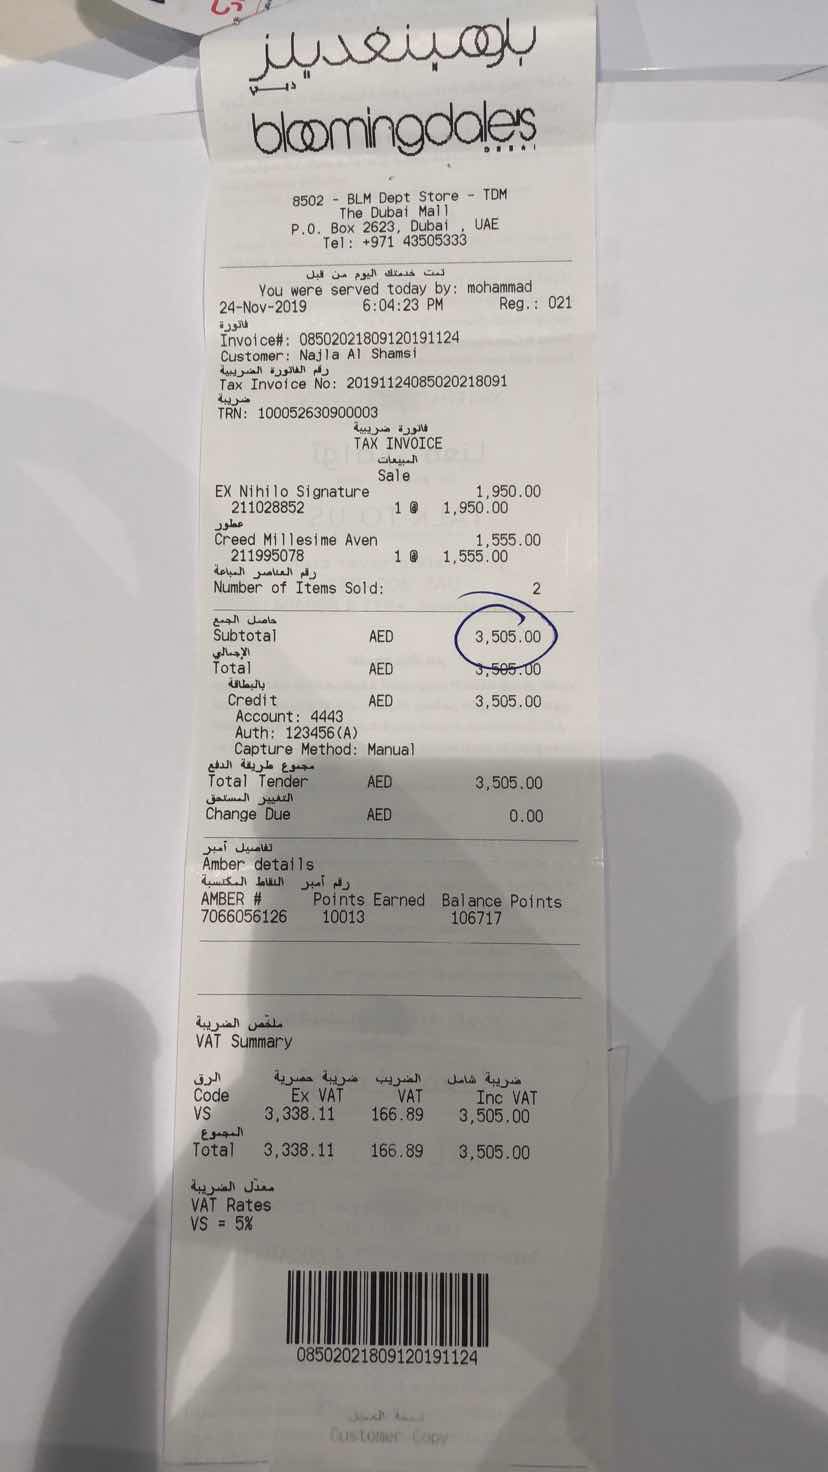 بلومينغديلز
دبي
bloomingdale's
DUBAI
8502 - BLM Dept Store - TDM
The Dubai Mall
P.O. Box 2623, Dubai , UAE
Tel: +971 43505333
تمت خدمتك اليوم من قبل
You were served today by: mohammad
24-Nov-2019 6:04:23 PM Reg.: 021
فاتورة
Invoice#: 08502021809120191124
Customer: Najla Al Shamsi
رقم الفاتورة الضريبية
Tax Invoice No: 20191124085020218091
ضريبة
TRN: 100052630900003
فاتورة ضريبية
TAX INVOICE
المبيعات
Sale
EX Nihilo Signature 1,950.00
211028852 1 @ 1,950.00
عطور
Creed Millesime Aven 1,555.00
211995078 1 @ 1,555.00
رقم العناصر المباعة
Number of Items Sold: 2
حاصل الجمع
Subtotal AED 3,505.00
الإجمالي
Total AED 3,505.00
بالبطاقة
Credit AED 3,505.00
Account: 4443
Auth: 123456(A)
Capture Method: Manual
مجموع طريقة الدفع
Total Tender AED 3,505.00
التغيير المستحق
Change Due AED 0.00
تفاصيل أمبر
Amber details
رقم أمبر النقاط المكتسبة
AMBER # Points Earned Balance Points
7066056126 10013 106717
ملخص الضريبة
VAT Summary
الرق الضريب ضريبة حصرية ضريبة شامل
Code Ex VAT VAT Inc VAT
VS 3,338.11 166.89 3,505.00
المجموع
Total 3,338.11 166.89 3,505.00
معدل الضريبة
VAT Rates
VS = 5%
08502021809120191124
نسخة العميل
Customer Copy